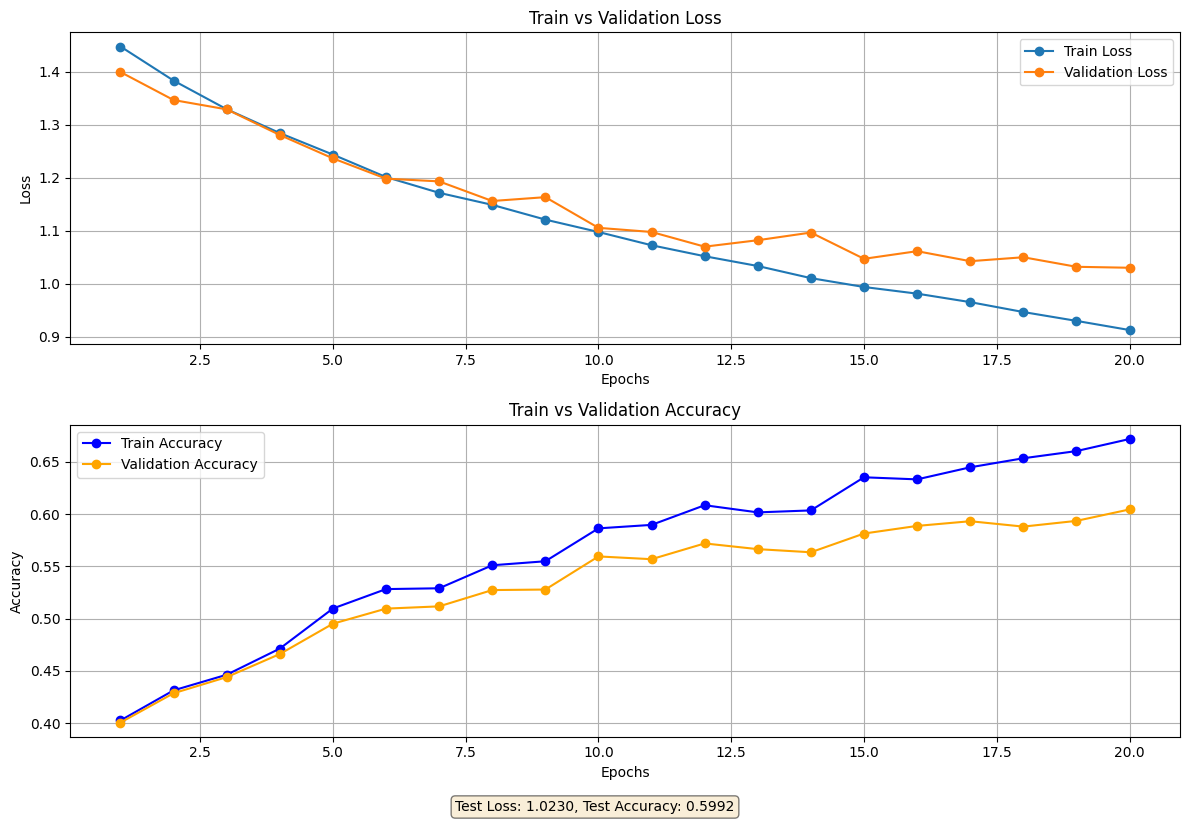 Train vs Validation Loss
Train Loss
Validation Loss
1.4
1.3
1.2
1.1
1.0
0.9
Loss
2.5 5.0 7.5 10.0 12.5 15.0 17.5 20.0
Epochs
Train vs Validation Accuracy
Train Accuracy
Validation Accuracy
0.65
0.60
0.55
0.50
0.45
0.40
Accuracy
2.5 5.0 7.5 10.0 12.5 15.0 17.5 20.0
Epochs
Test Loss: 1.0230, Test Accuracy: 0.5992